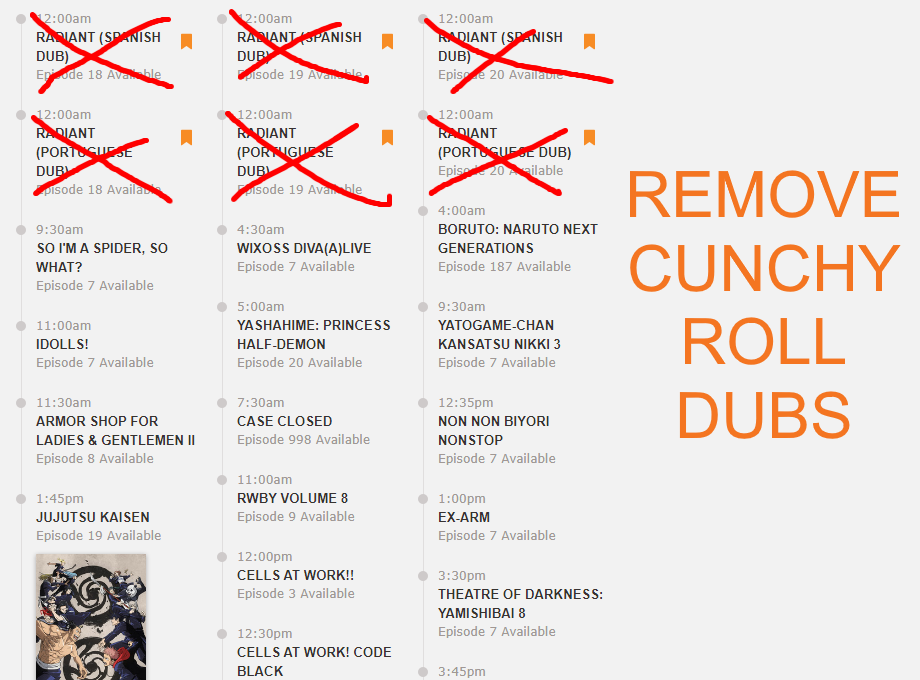 12:00am
RADIANT (SPANISH
DUB)
Episode 18 Available
12:00am
RADIANT
(PORTUGUESE
DUB)
Episode 18 Available
9:30am
SO I'M A SPIDER, SO
WHAT?
Episode 7 Available
11:00am
IDOLLS!
Episode 7 Available
11:30am
ARMOR SHOP FOR
LADIES & GENTLEMEN II
Episode 8 Available
1:45pm
JUJUTSU KAISEN
Episode 19 Available
12:00am
RADIANT (SPANISH
DUB)
Episode 19 Available
12:00am
RADIANT
(PORTUGUESE
DUB)
Episode 19 Available
4:30am
WIXOSS DIVA(A)LIVE
Episode 7 Available
5:00am
YASHAHIME: PRINCESS
HALF-DEMON
Episode 20 Available
7:30am
CASE CLOSED
Episode 998 Available
11:00am
RWBY VOLUME 8
Episode 9 Available
12:00pm
CELLS AT WORK!!
Episode 3 Available
12:30pm
CELLS AT WORK! CODE
BLACK
12:00am
RADIANT (SPANISH
DUB)
Episode 20 Available
12:00am
RADIANT
(PORTUGUESE DUB)
Episode 20 Available
4:00am
BORUTO: NARUTO NEXT
GENERATIONS
Episode 187 Available
9:30am
YATOGAME-CHAN
KANSATSU NIKKI 3
Episode 7 Available
12:35pm
NON NON BIYORI
NONSTOP
Episode 7 Available
1:00pm
EX-ARM
Episode 7 Available
3:30pm
THEATRE OF DARKNESS:
YAMISHIBAI 8
Episode 7 Available
3:45pm
REMOVE
CUNCHY
ROLL
DUBS